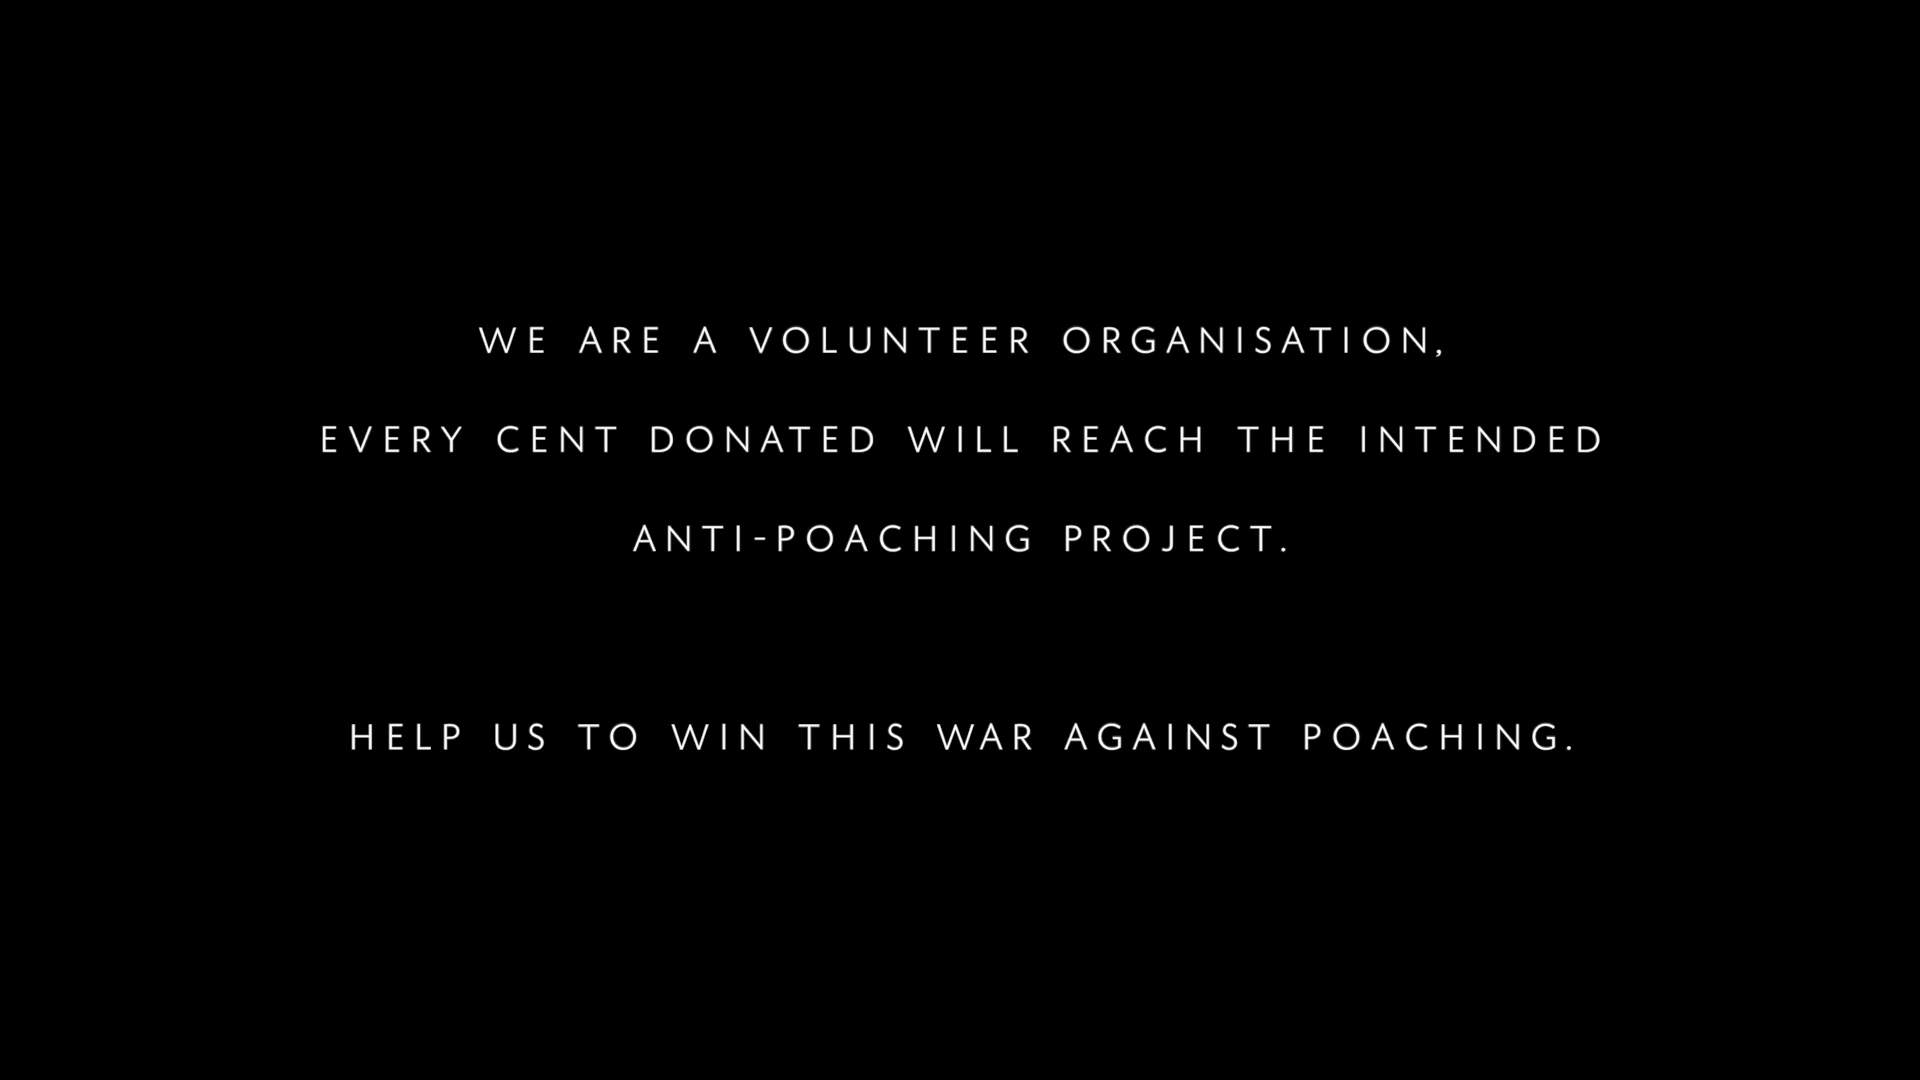 WE ARE A VOLUNTEER ORGANISATION,
EVERY CENT DONATED WILL REACH THE INTENDED
ANTI-POACHING PROJECT.
HELP US TO WIN THIS WAR AGAINST POACHING.